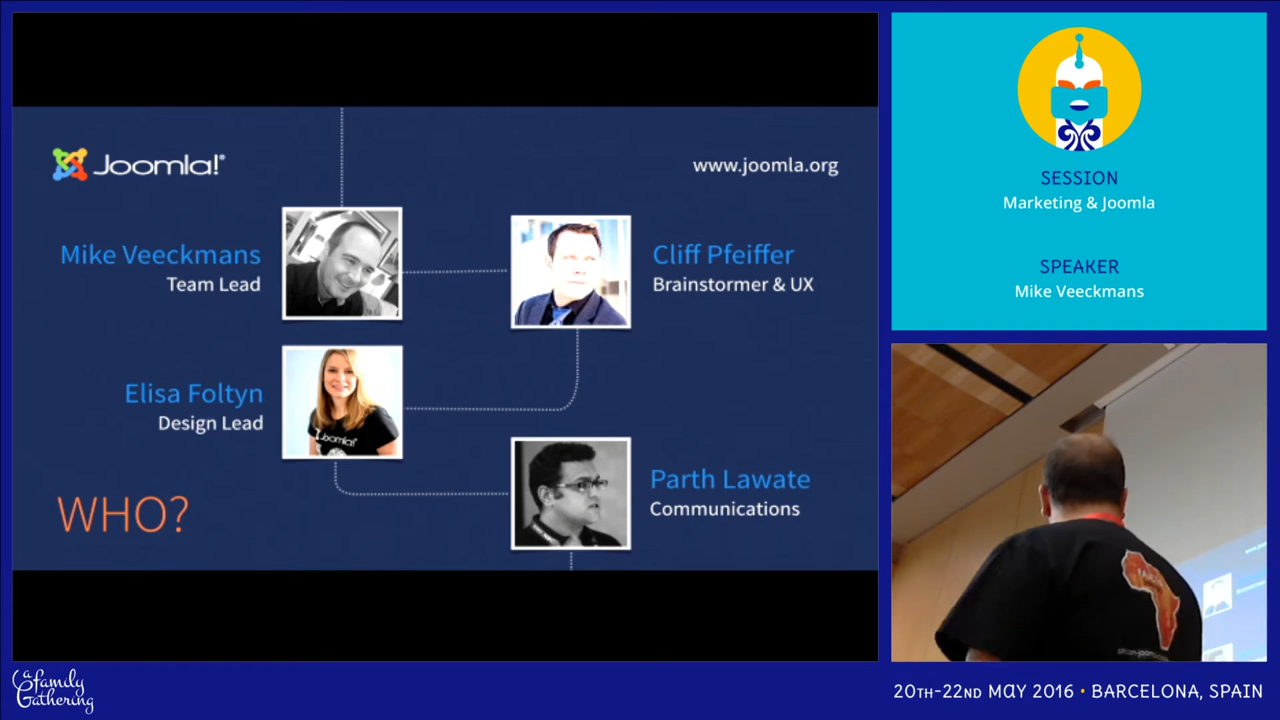 Joomla!®
www.joomla.org
Mike Veeckmans
Team Lead
Cliff Pfeiffer
Brainstormer & UX
Elisa Foltyn
Design Lead
Joomla!
Parth Lawate
Communications
WHO?
SESSION
Marketing & Joomla
SPEAKER
Mike Veeckmans
a family
Gathering
20TH-22ND MAY 2016 • BARCELONA, SPAIN